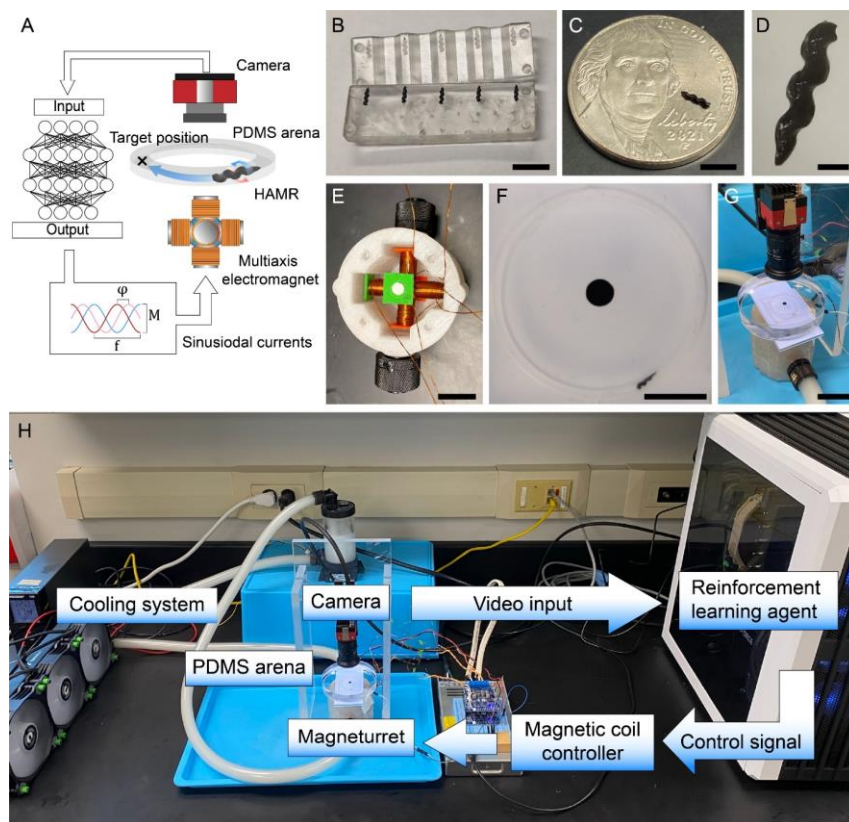 A
Camera
Input
Target position
PDMS arena
HAMR
Output
Multiaxis
electromagnet
φ
M
f
Sinusiodal currents
B
C
IN GOD WE TRUST
Liberty
2021
D
E
F
G
H
Cooling system
Camera
Video input
Reinforcement
learning agent
PDMS arena
Magneturret
Magnetic coil
controller
Control signal